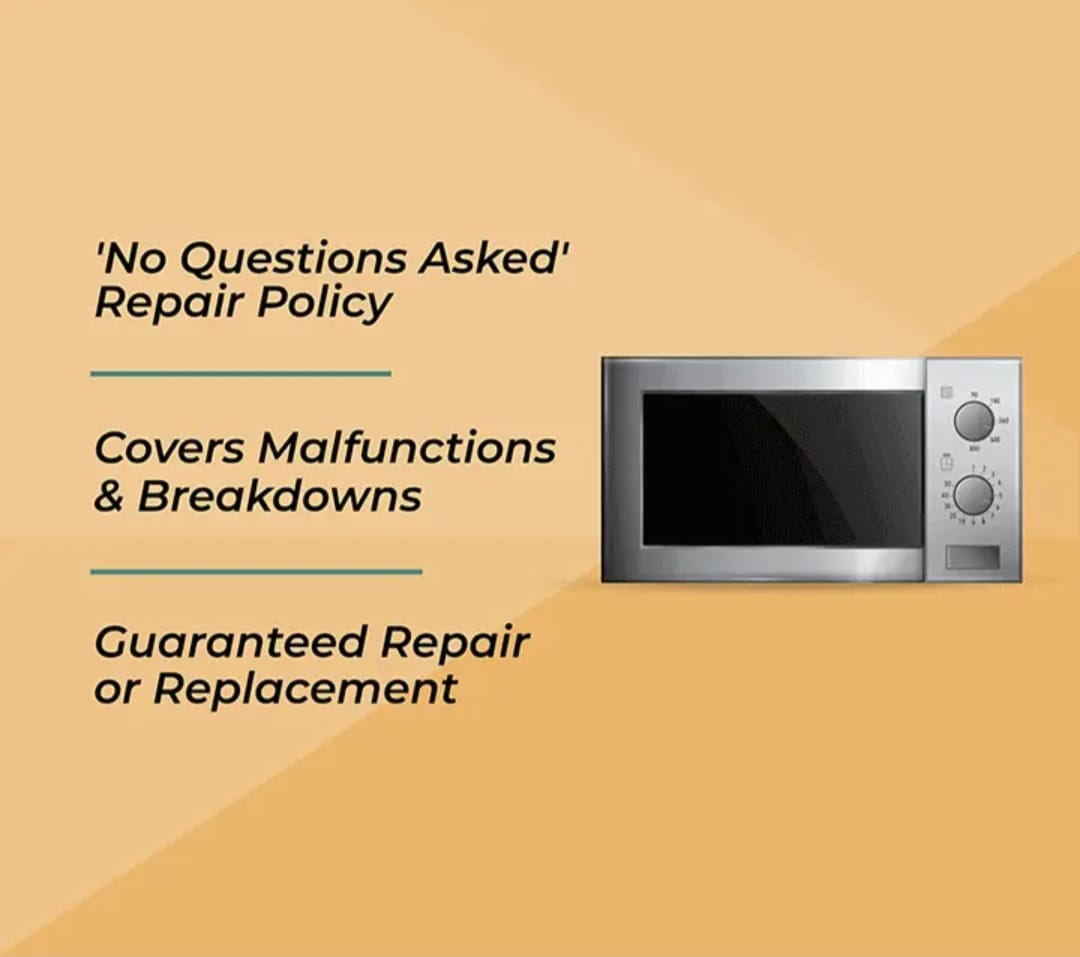 'No Questions Asked'
Repair Policy
Covers Malfunctions
& Breakdowns
Guaranteed Repair
or Replacement